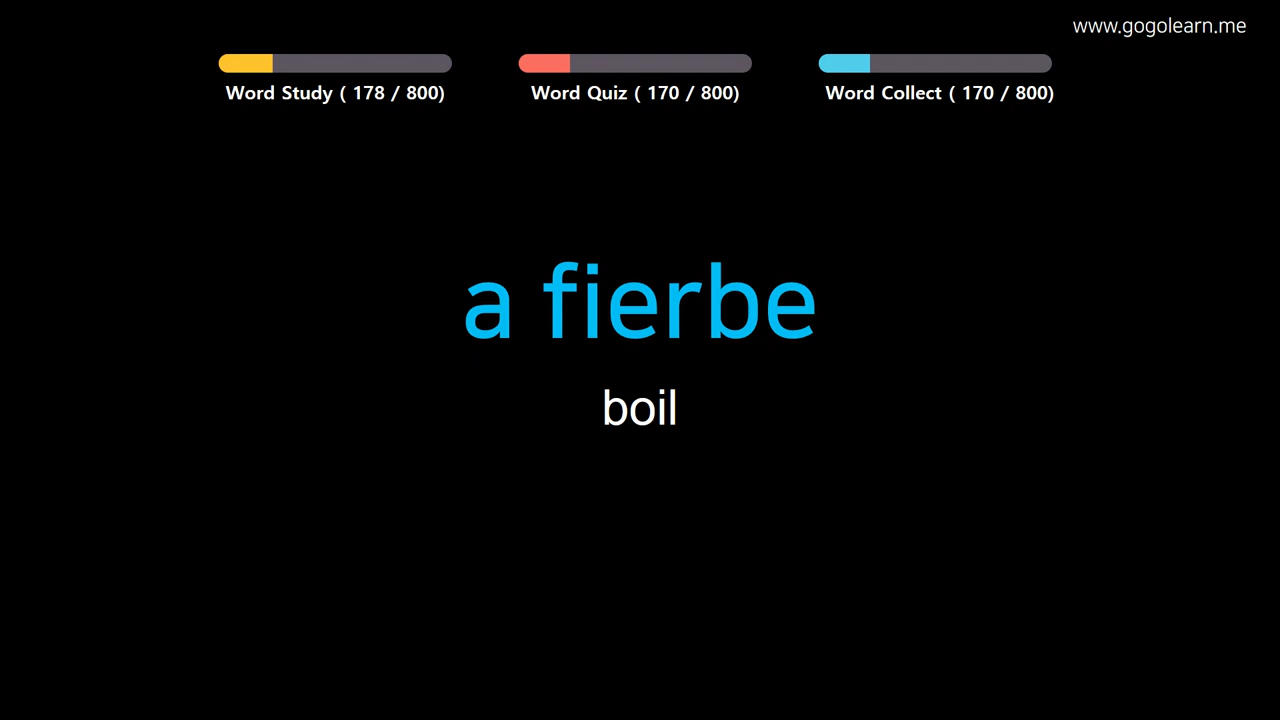 www.gogolearn.me
Word Study ( 178 / 800)
Word Quiz ( 170 / 800)
Word Collect ( 170 / 800)
a fierbe
boil